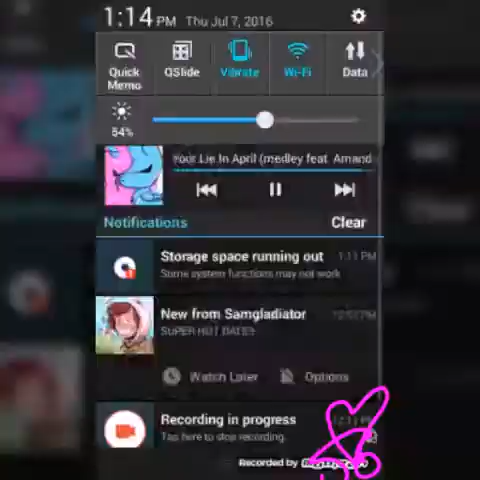 1:14 PM Thu Jul 7, 2016
Quick Memo
QSlide
Vibrate
Wi-Fi
Data
54%
Your Lie In April (medley feat. Amand
Notifications
Clear
Storage space running out 1:11 PM
Some system functions may not work
New from Samgladiator
SUPER HOT DATE?
Watch Later
Options
Recording in progress
Tap here to stop recording.
Recorded by